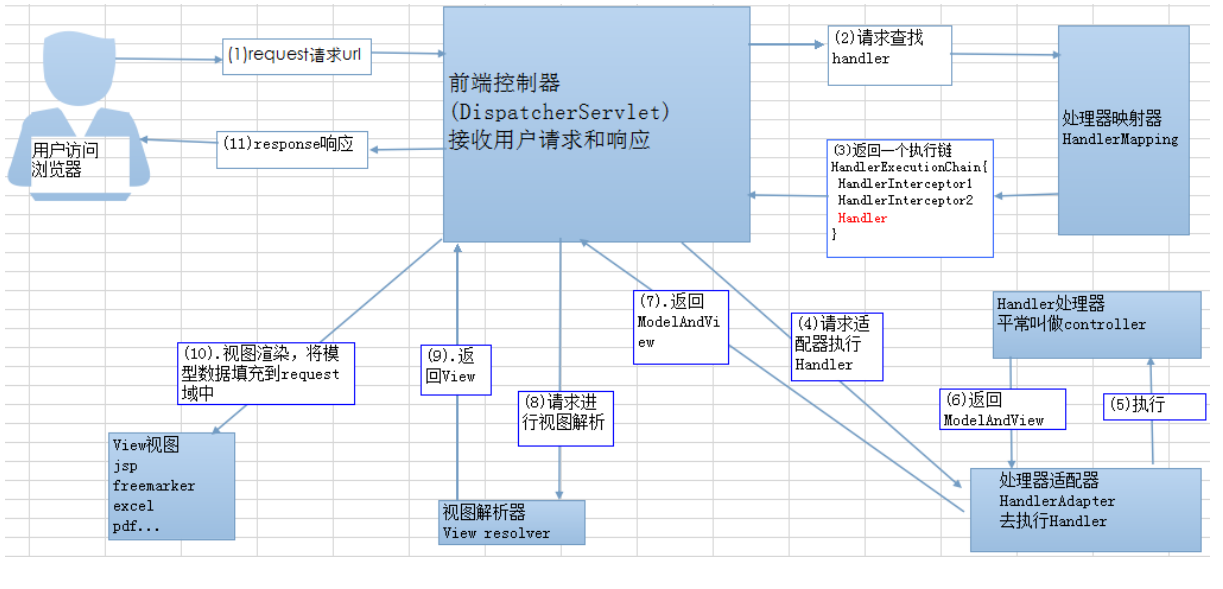 (1)request请求url
(2)请求查找
handler
前端控制器
(DispatcherServlet)
接收用户请求和响应
处理器映射器
HandlerMapping
用户访问
浏览器
(11)response响应
(3)返回一个执行链
HandlerExecutionChain{
HandlerInterceptor1
HandlerInterceptor2
Handler
}
(7).返回
ModelAndVi
ew
(4)请求适
配器执行
Handler
Handler处理器
平常叫做controller
(10).视图渲染，将模
型数据填充到request
域中
(9).返
回View
(8)请求进
行视图解析
(6)返回
ModelAndView
(5)执行
View视图
jsp
freemarker
excel
pdf...
视图解析器
View resolver
处理器适配器
HandlerAdapter
去执行Handler